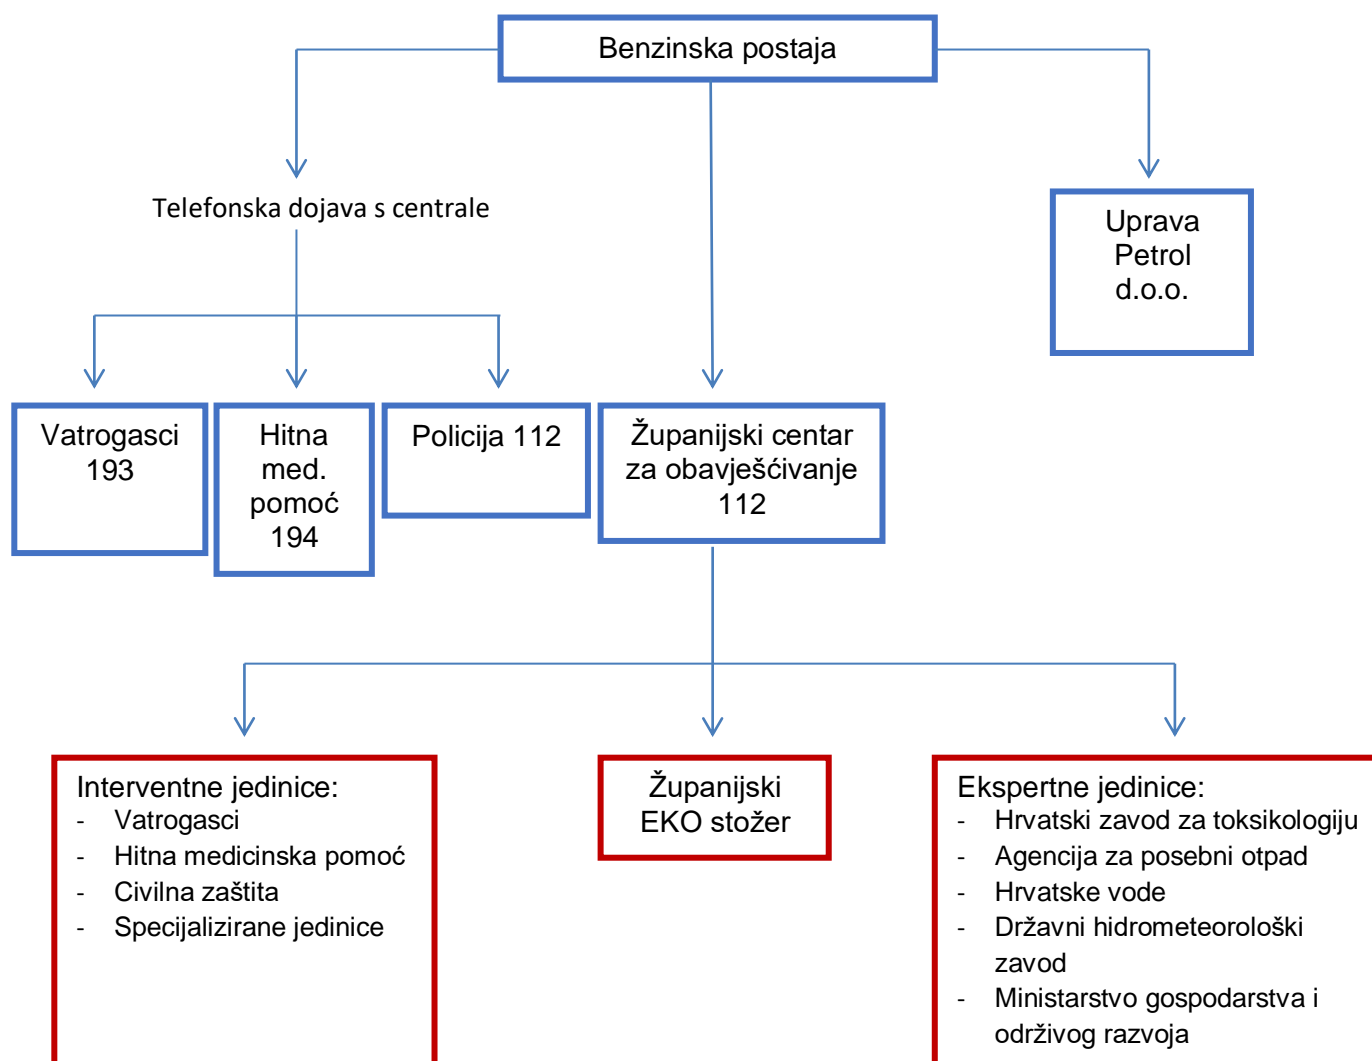 Benzinska postaja
Telefonska dojava s centrale
Uprava
Petrol
d.o.o.
Vatrogasci
193
Hitna
med.
pomoć
194
Policija 112
Županijski centar
za obavješćivanje
112
Interventne jedinice:
- Vatrogasci
- Hitna medicinska pomoć
- Civilna zaštita
- Specijalizirane jedinice
Županijski
EKO stožer
Ekspertne jedinice:
- Hrvatski zavod za toksikologiju
- Agencija za posebni otpad
- Hrvatske vode
- Državni hidrometeorološki
zavod
- Ministarstvo gospodarstva i
održivog razvoja